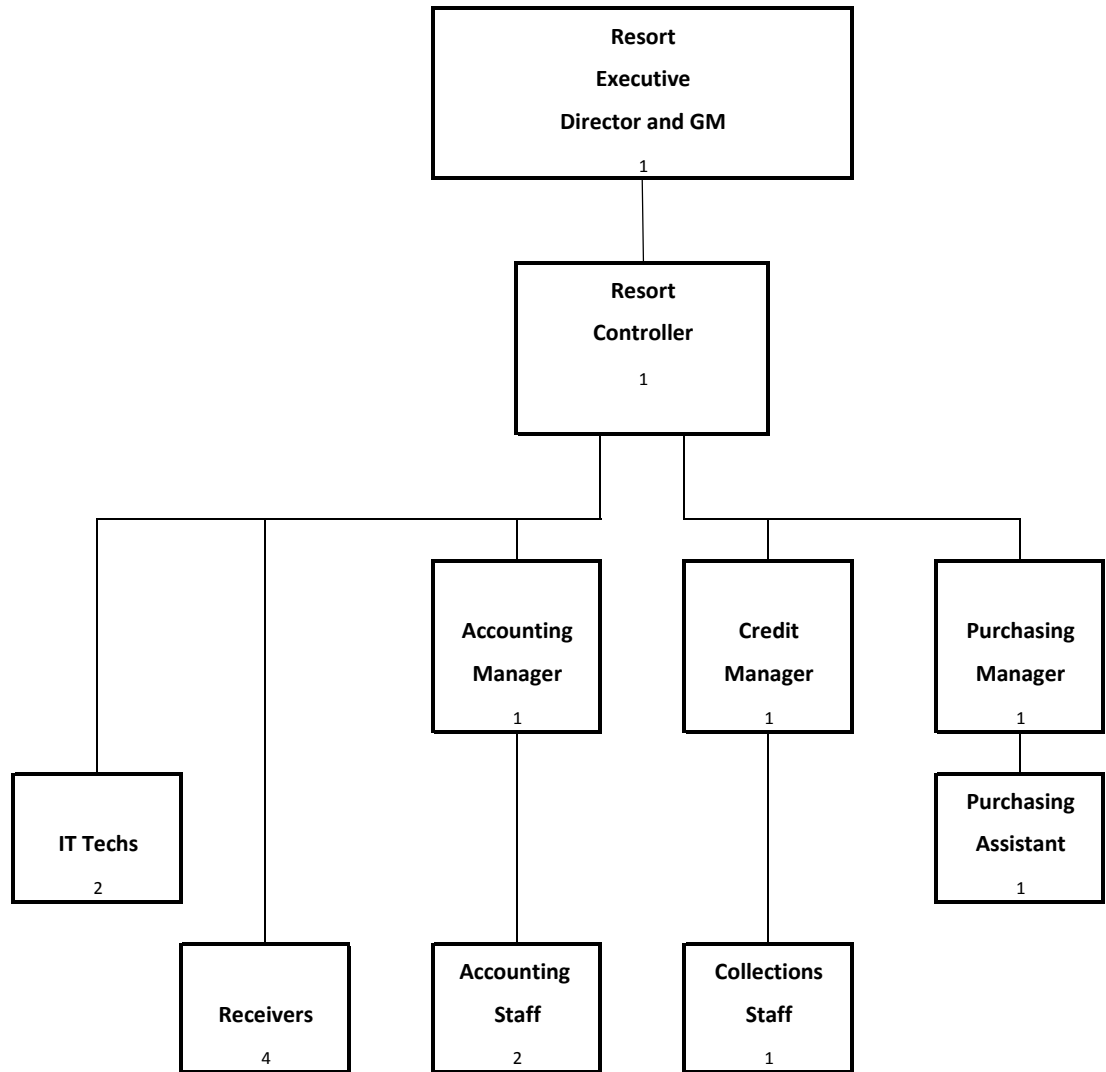 Resort
Executive
Director and GM
1
Resort
Controller
1
Accounting
Manager
1
Credit
Manager
1
Purchasing
Manager
1
IT Techs
2
Purchasing
Assistant
1
Receivers
4
Accounting
Staff
2
Collections
Staff
1